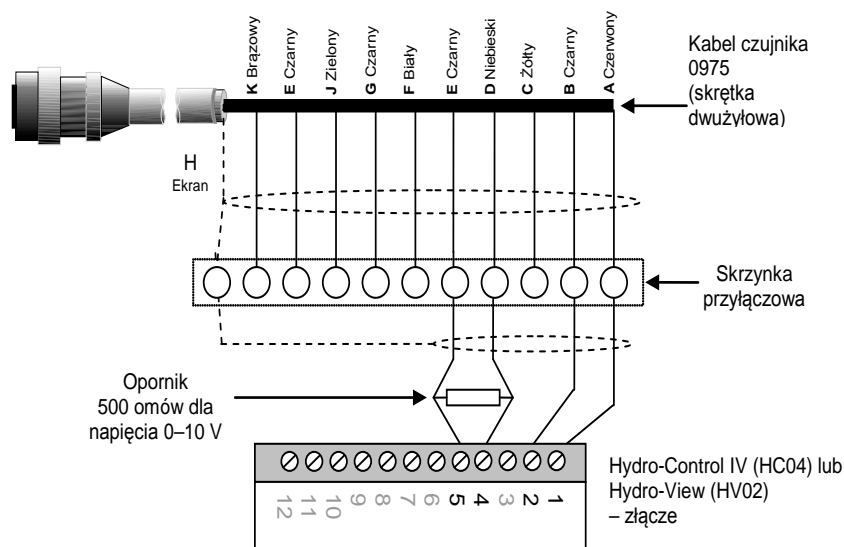 K Brązowy
E Czarny
J Zielony
G Czarny
F Biały
E Czarny
D Niebieski
C Żółty
B Czarny
A Czerwony
Kabel czujnika
0975
(skrętka
dwużyłowa)
H
Ekran
Skrzynka
przyłączowa
Opornik
500 omów dla
napięcia 0–10 V
12 11 10 9 8 7 6 5 4 3 2 1
Hydro-Control IV (HC04) lub
Hydro-View (HV02)
– złącze